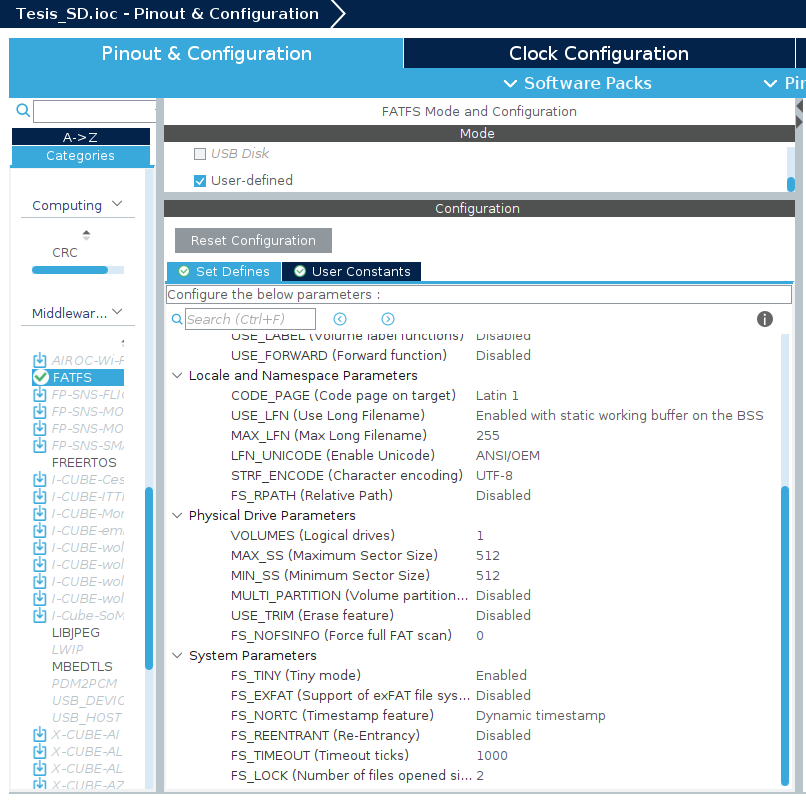 Tesis_SD.ioc - Pinout & Configuration
Pinout & Configuration
Clock Configuration
Software Packs
Pir
FATFS Mode and Configuration
A->Z
Categories
Mode
USB Disk
User-defined
Computing
CRC
Middlewar...
AIROC-Wi-F
FATFS
FP-SNS-FLI
FP-SNS-MO
FP-SNS-MO
FP-SNS-SM
FREERTOS
I-CUBE-Ces
I-CUBE-ITTI
I-CUBE-Mon
I-CUBE-emb
I-CUBE-wol
I-CUBE-wol
I-CUBE-wol
I-CUBE-wol
I-Cube-SoM
LIBJPEG
LWIP
MBEDTLS
PDM2PCM
USB_DEVIC
USB_HOST
X-CUBE-AI
X-CUBE-AL
X-CUBE-AL
X-CUBE-AZ
Configuration
Reset Configuration
Set Defines
User Constants
Configure the below parameters :
Search (Ctrl+F)
USE_LABEL (Volume label functions) Disabled
USE_FORWARD (Forward function) Disabled
Locale and Namespace Parameters
CODE_PAGE (Code page on target) Latin 1
USE_LFN (Use Long Filename) Enabled with static working buffer on the BSS
MAX_LFN (Max Long Filename) 255
LFN_UNICODE (Enable Unicode) ANSI/OEM
STRF_ENCODE (Character encoding) UTF-8
FS_RPATH (Relative Path) Disabled
Physical Drive Parameters
VOLUMES (Logical drives) 1
MAX_SS (Maximum Sector Size) 512
MIN_SS (Minimum Sector Size) 512
MULTI_PARTITION (Volume partition... Disabled
USE_TRIM (Erase feature) Disabled
FS_NOFSINFO (Force full FAT scan) 0
System Parameters
FS_TINY (Tiny mode) Enabled
FS_EXFAT (Support of exFAT file sys... Disabled
FS_NORTC (Timestamp feature) Dynamic timestamp
FS_REENTRANT (Re-Entrancy) Disabled
FS_TIMEOUT (Timeout ticks) 1000
FS_LOCK (Number of files opened si... 2